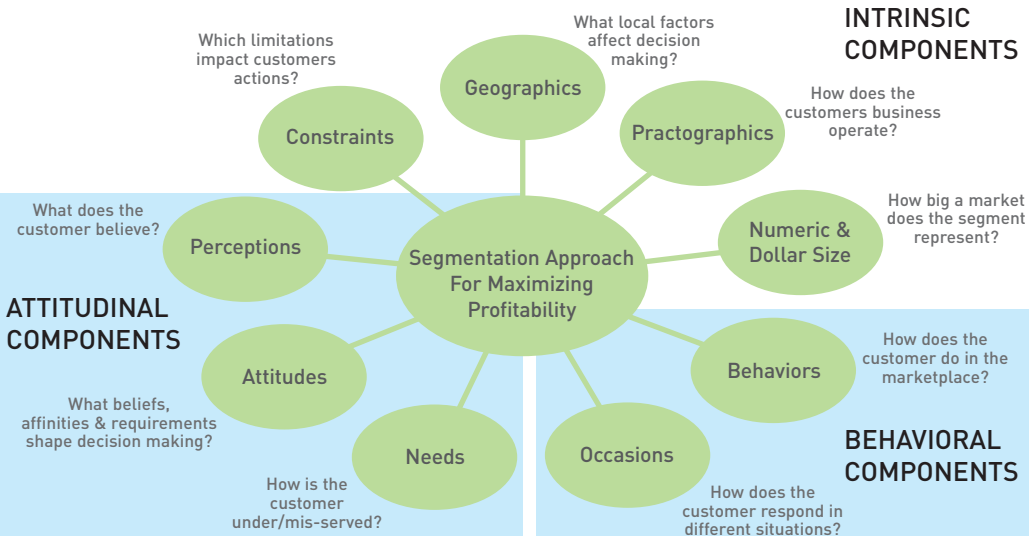 INTRINSIC
COMPONENTS
What local factors
affect decision
making?
Geographics
Which limitations
impact customers
actions?
Constraints
How does the
customers business
operate?
Practographics
What does the
customer believe?
Perceptions
How big a market
does the segment
represent?
Numeric &
Dollar Size
Segmentation Approach
For Maximizing
Profitability
ATTITUDINAL
COMPONENTS
Attitudes
What beliefs,
affinities & requirements
shape decision making?
Needs
How is the
customer
under/mis-served?
Behaviors
How does the
customer do in the
marketplace?
BEHAVIORAL
COMPONENTS
Occasions
How does the
customer respond in
different situations?